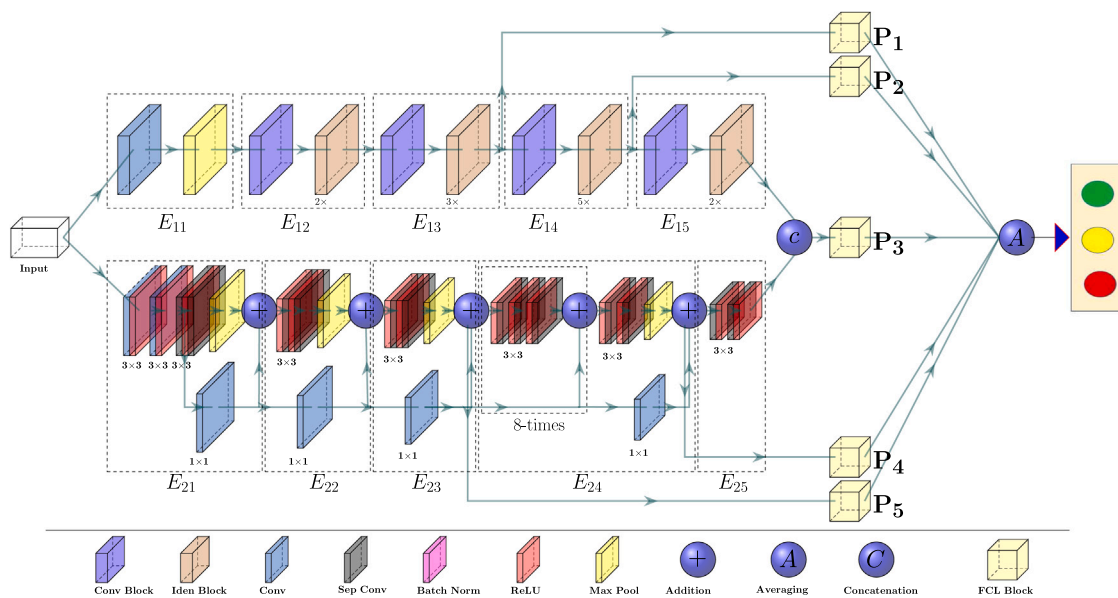 P₁
P₂
2× 3× 5× 2×
E₁₁ E₁₂ E₁₃ E₁₄ E₁₅
c P₃ A
Input
+ + + + +
3×3 3×3 3×3 3×3 3×3 3×3 3×3 3×3
8-times
1×1 1×1 1×1 1×1
P₄
E₂₁ E₂₂ E₂₃ E₂₄ E₂₅
P₅
+ A C
Conv Block Iden Block Conv Sep Conv Batch Norm ReLU Max Pool Addition Averaging Concatenation FCL Block